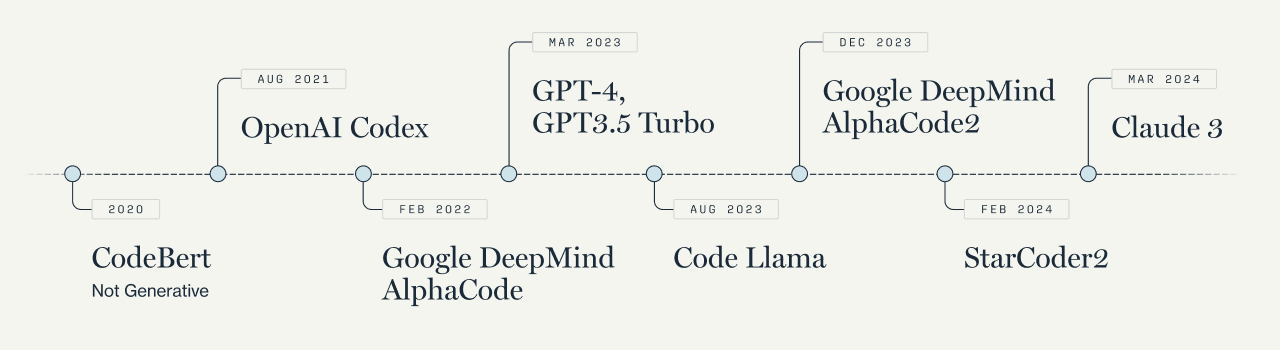 2020
CodeBert
Not Generative
AUG 2021
OpenAI Codex
FEB 2022
Google DeepMind
AlphaCode
MAR 2023
GPT-4,
GPT3.5 Turbo
AUG 2023
Code Llama
DEC 2023
Google DeepMind
AlphaCode2
FEB 2024
StarCoder2
MAR 2024
Claude 3